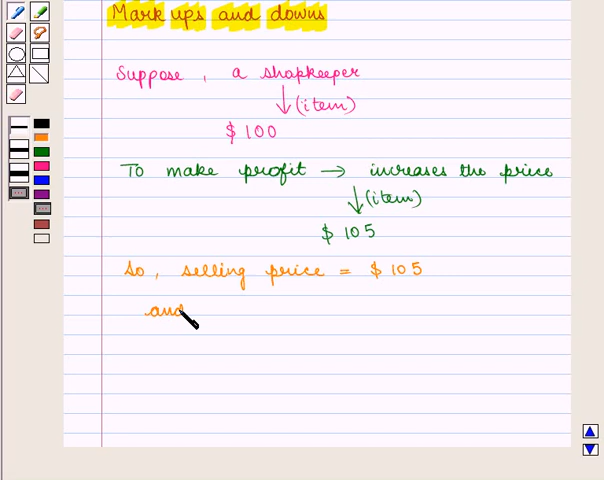 Mark ups and downs
Suppose, a shopkeeper
(item)
$ 100
To make profit → increases the price
(item)
$ 105
So, selling price = $ 105
and